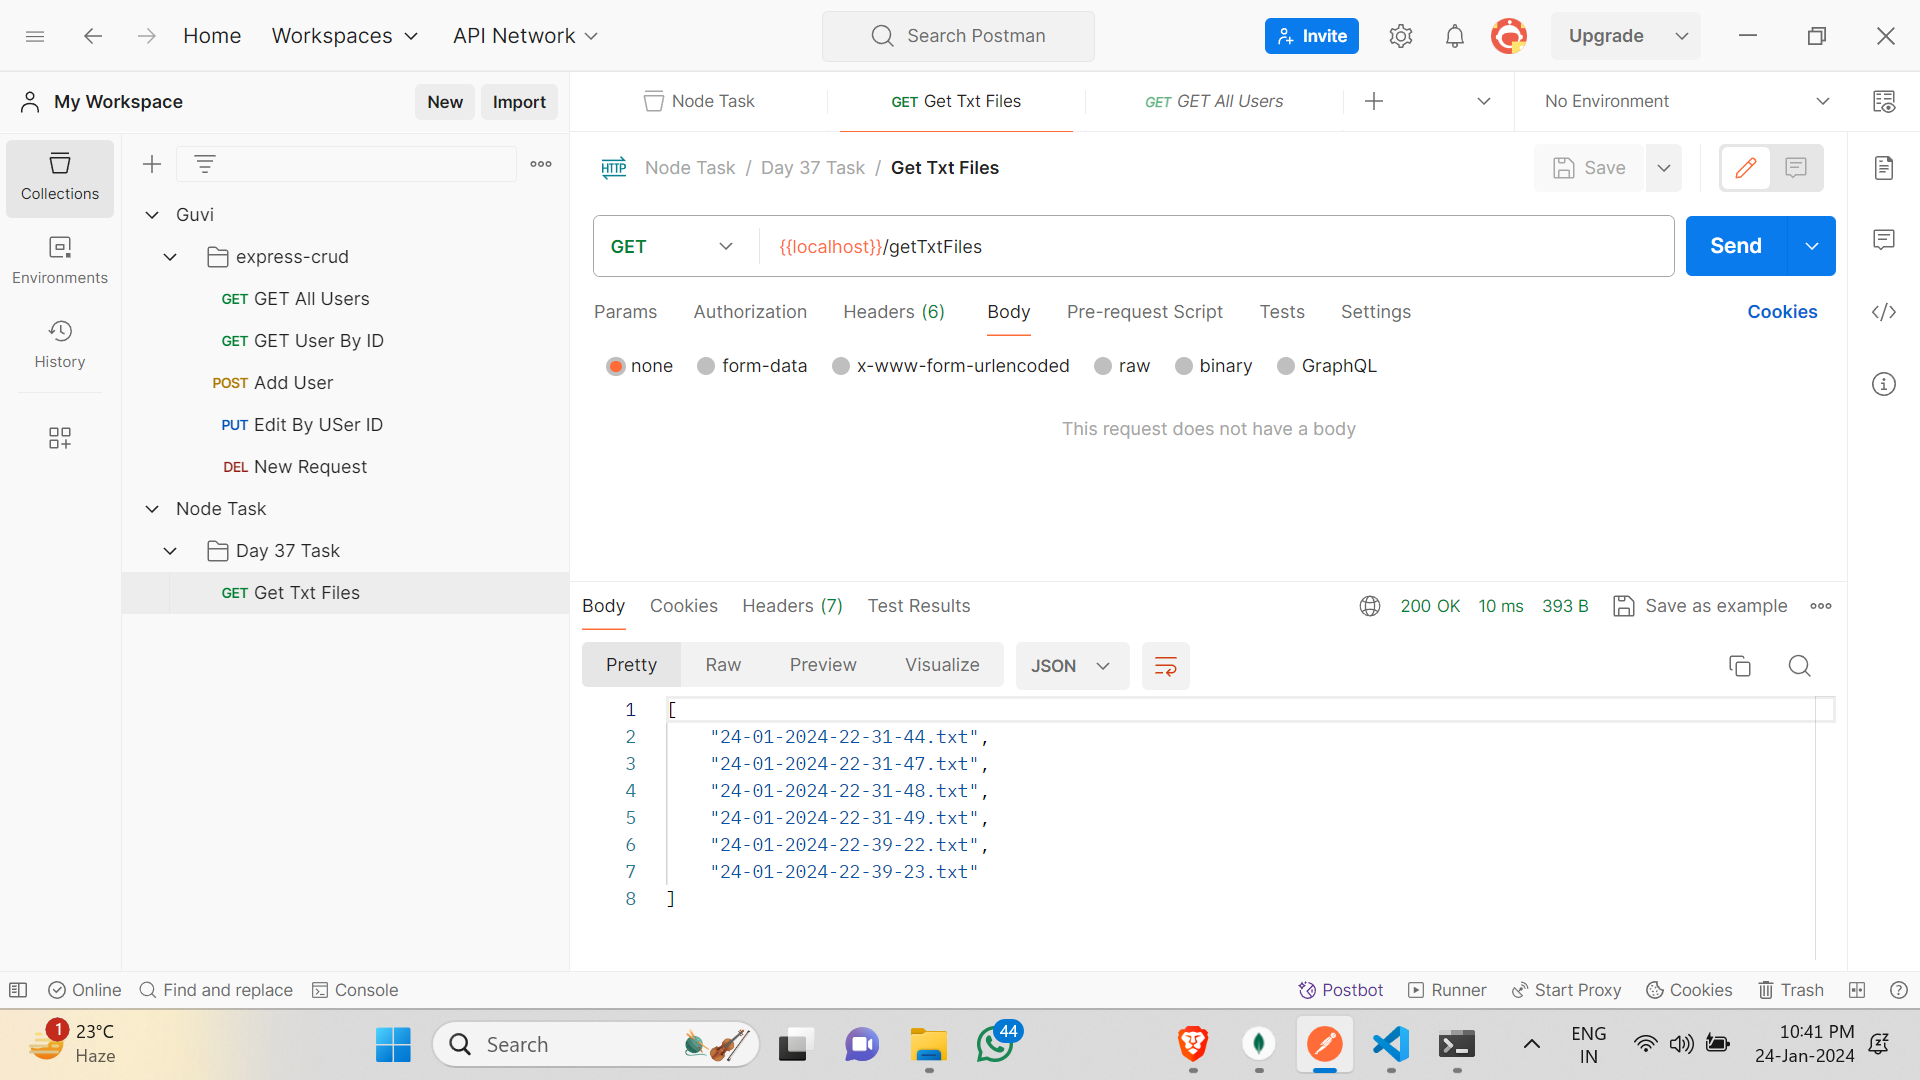 Home
Workspaces
API Network
Search Postman
Invite
Upgrade
My Workspace
New
Import
Node Task
GET Get Txt Files
GET GET All Users
No Environment
Collections
Environments
History
Guvi
express-crud
GET GET All Users
GET GET User By ID
POST Add User
PUT Edit By USer ID
DEL New Request
Node Task
Day 37 Task
GET Get Txt Files
HTTP Node Task / Day 37 Task / Get Txt Files
Save
GET {{localhost}}/getTxtFiles
Send
Params Authorization Headers (6) Body Pre-request Script Tests Settings
Cookies
none form-data x-www-form-urlencoded raw binary GraphQL
This request does not have a body
Body Cookies Headers (7) Test Results
200 OK 10 ms 393 B Save as example
Pretty Raw Preview Visualize JSON
1 [
2 "24-01-2024-22-31-44.txt",
3 "24-01-2024-22-31-47.txt",
4 "24-01-2024-22-31-48.txt",
5 "24-01-2024-22-31-49.txt",
6 "24-01-2024-22-39-22.txt",
7 "24-01-2024-22-39-23.txt"
8 ]
Online Find and replace Console
Postbot Runner Start Proxy Cookies Trash
1
23°C
Haze
Search
44
ENG
IN
10:41 PM
24-Jan-2024